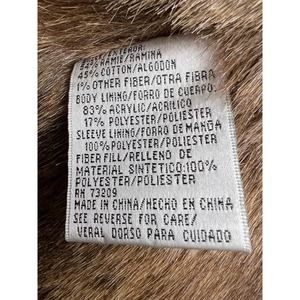 54% RAMIE/RAMINA
45% COTTON/ALGODON
1% OTHER FIBER/OTRA FIBRA
BODY LINING/FORRO DE CUERPO:
83% ACRYLIC/ACRILICO
17% POLYESTER/POLIESTER
SLEEVE LINING/FORRO DE MANGA
100% POLYESTER/POLIESTER
FIBER FILL/RELLENO DE
MATERIAL SINTETICO:100%
POLYESTER/POLIESTER
RN 73209
MADE IN CHINA/HECHO EN CHINA
SEE REVERSE FOR CARE/
VERAL DORSO PARA CUIDADO